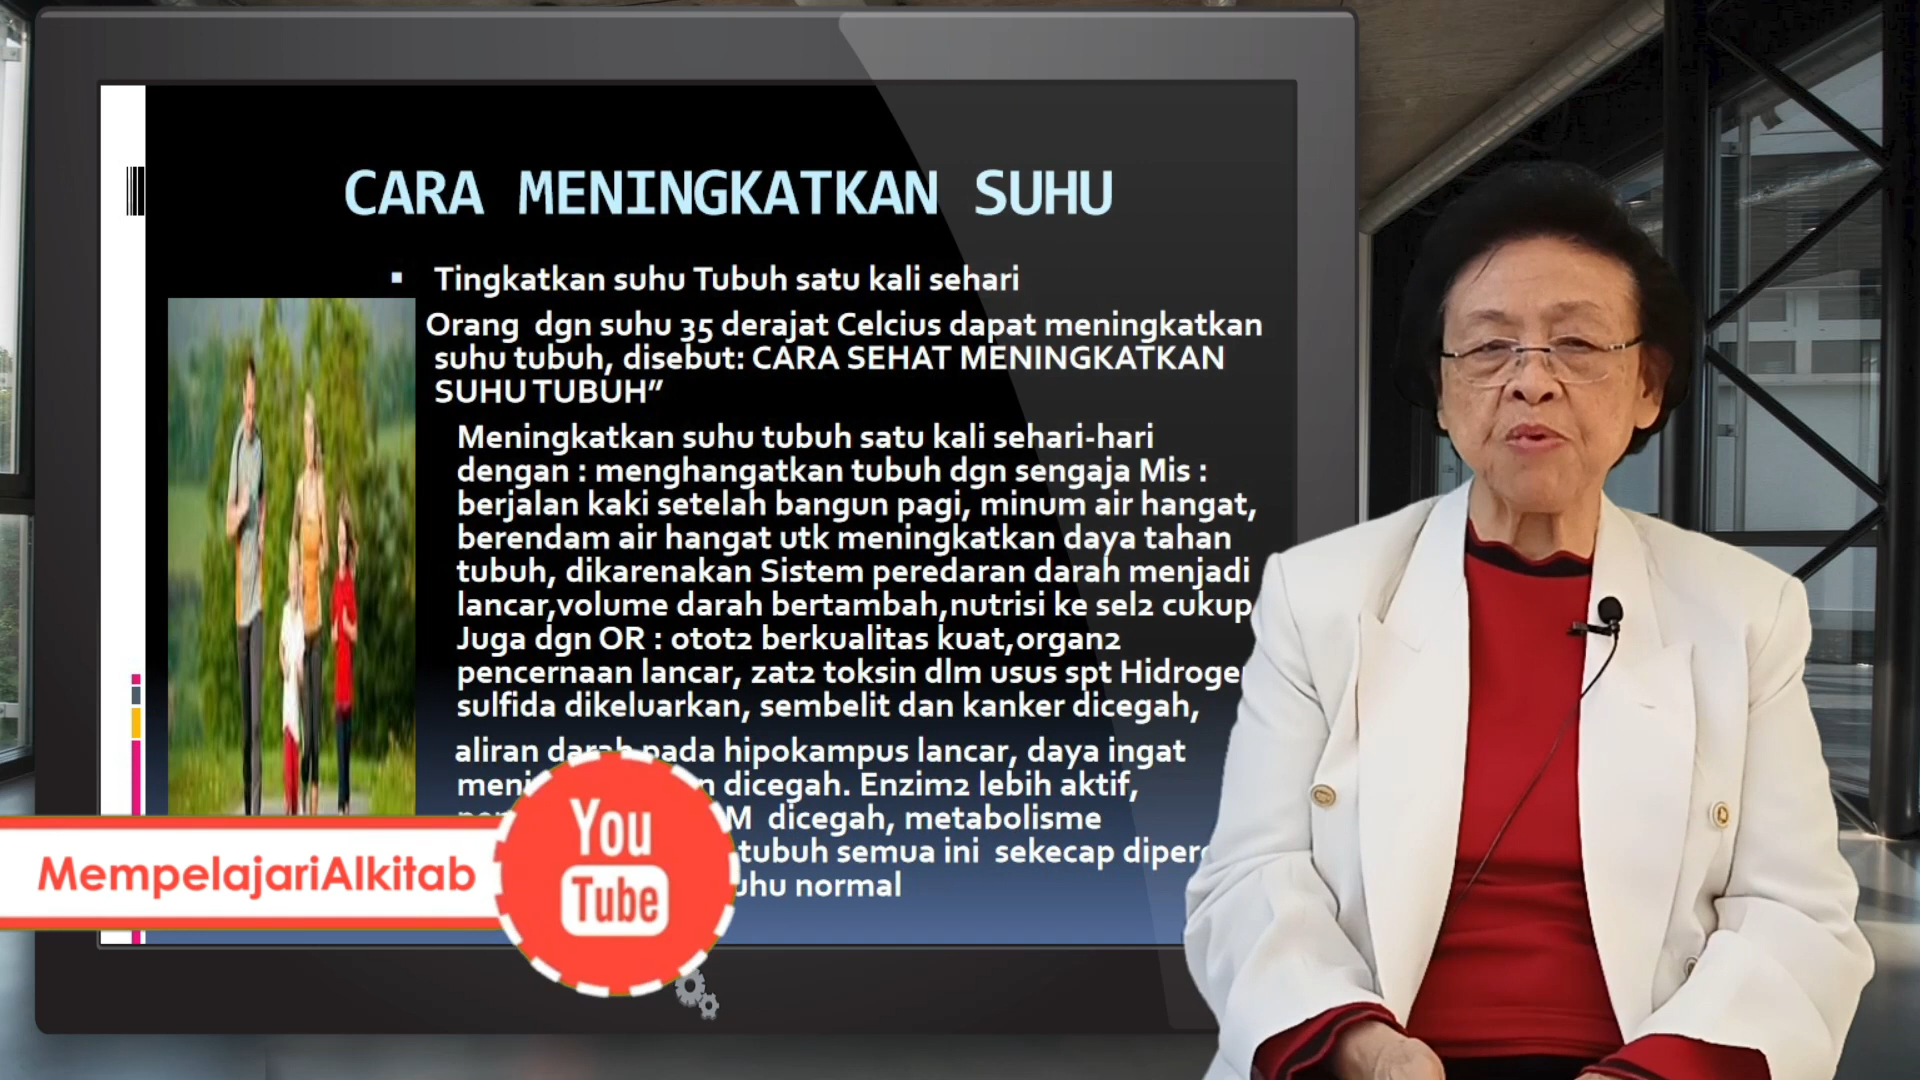 CARA MENINGKATKAN SUHU
▪ Tingkatkan suhu Tubuh satu kali sehari
Orang dgn suhu 35 derajat Celcius dapat meningkatkan
suhu tubuh, disebut: CARA SEHAT MENINGKATKAN
SUHU TUBUH”
Meningkatkan suhu tubuh satu kali sehari-hari
dengan : menghangatkan tubuh dgn sengaja Mis :
berjalan kaki setelah bangun pagi, minum air hangat,
berendam air hangat utk meningkatkan daya tahan
tubuh, dikarenakan Sistem peredaran darah menjadi
lancar,volume darah bertambah,nutrisi ke sel2 cukup
Juga dgn OR : otot2 berkualitas kuat,organ2
pencernaan lancar, zat2 toksin dlm usus spt
sulfida dikeluarkan, sembelit dan kanker dicegah,
aliran darah pada hipokampus lancar, daya ingat
dicegah. Enzim2 lebih aktif,
dicegah, metabolisme
tubuh semua ini sekecap
normal
MempelajariAlkitab
You
Tube